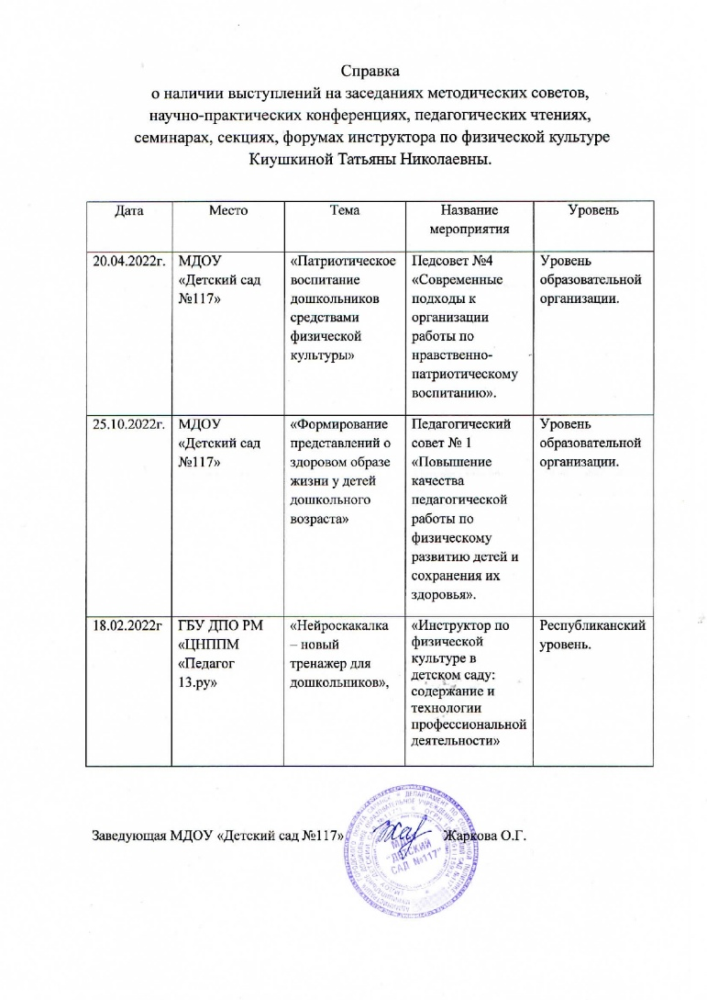 Справка
о наличии выступлений на заседаниях методических советов,
научно-практических конференциях, педагогических чтениях,
семинарах, секциях, форумах инструктора по физической культуре
Киушкиной Татьяны Николаевны.
Дата
Место
Тема
Название
мероприятия
Уровень
20.04.2022г.
МДОУ
«Детский сад
№117»
«Патриотическое
воспитание
дошкольников
средствами
физической
культуры»
Педсовет №4
«Современные
подходы к
организации
работы по
нравственно-
патриотическому
воспитанию».
Уровень
образовательной
организации.
25.10.2022г.
МДОУ
«Детский сад
№117»
«Формирование
представлений о
здоровом образе
жизни у детей
дошкольного
возраста»
Педагогический
совет № 1
«Повышение
качества
педагогической
работы по
физическому
развитию детей и
сохранения их
здоровья».
Уровень
образовательной
организации.
18.02.2022г
ГБУ ДПО РМ
«ЦНППМ
«Педагог
13.ру»
«Нейроскакалка
– новый
тренажер для
дошкольников»,
«Инструктор по
физической
культуре в
детском саду:
содержание и
технологии
профессиональной
деятельности»
Республиканский
уровень.
Заведующая МДОУ «Детский сад №117» Жаркова О.Г.
"ДЕТСКИЙ
САД №117"